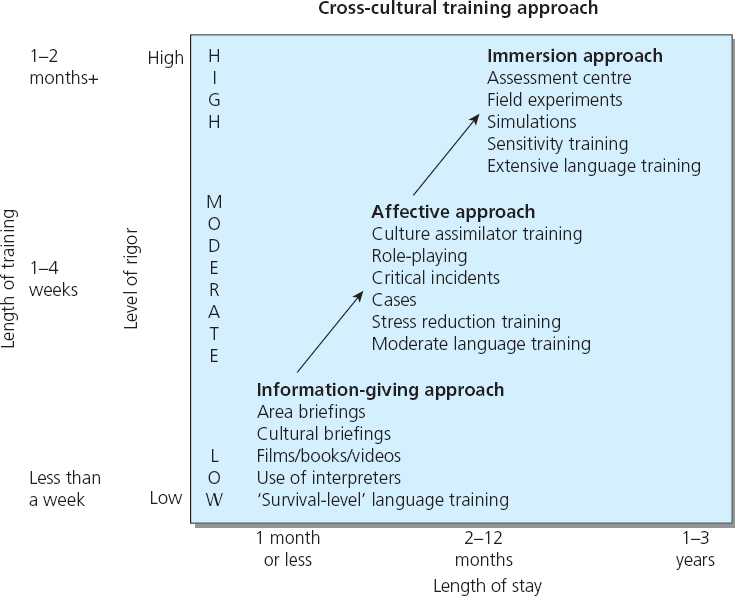 Cross-cultural training approach
1–2
months+
High
HIGH
Immersion approach
Assessment centre
Field experiments
Simulations
Sensitivity training
Extensive language training
Length of training
Level of rigor
1–4
weeks
MODERATE
Affective approach
Culture assimilator training
Role-playing
Critical incidents
Cases
Stress reduction training
Moderate language training
Information-giving approach
Area briefings
Cultural briefings
Films/books/videos
Use of interpreters
‘Survival-level’ language training
Less than
a week
Low
LOW
1 month
or less
2–12
months
1–3
years
Length of stay